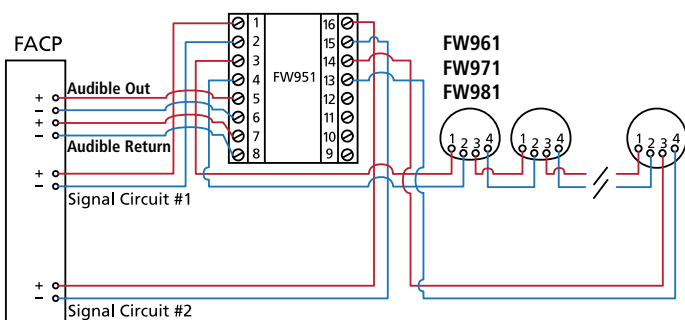 FACP
+ Audible Out
−
+
− Audible Return
+
− Signal Circuit #1
+
− Signal Circuit #2
FW951
1 16
2 15
3 14
4 13
5 12
6 11
7 10
8 9
FW961
FW971
FW981
1 2 3 4
1 2 3 4
1 2 3 4